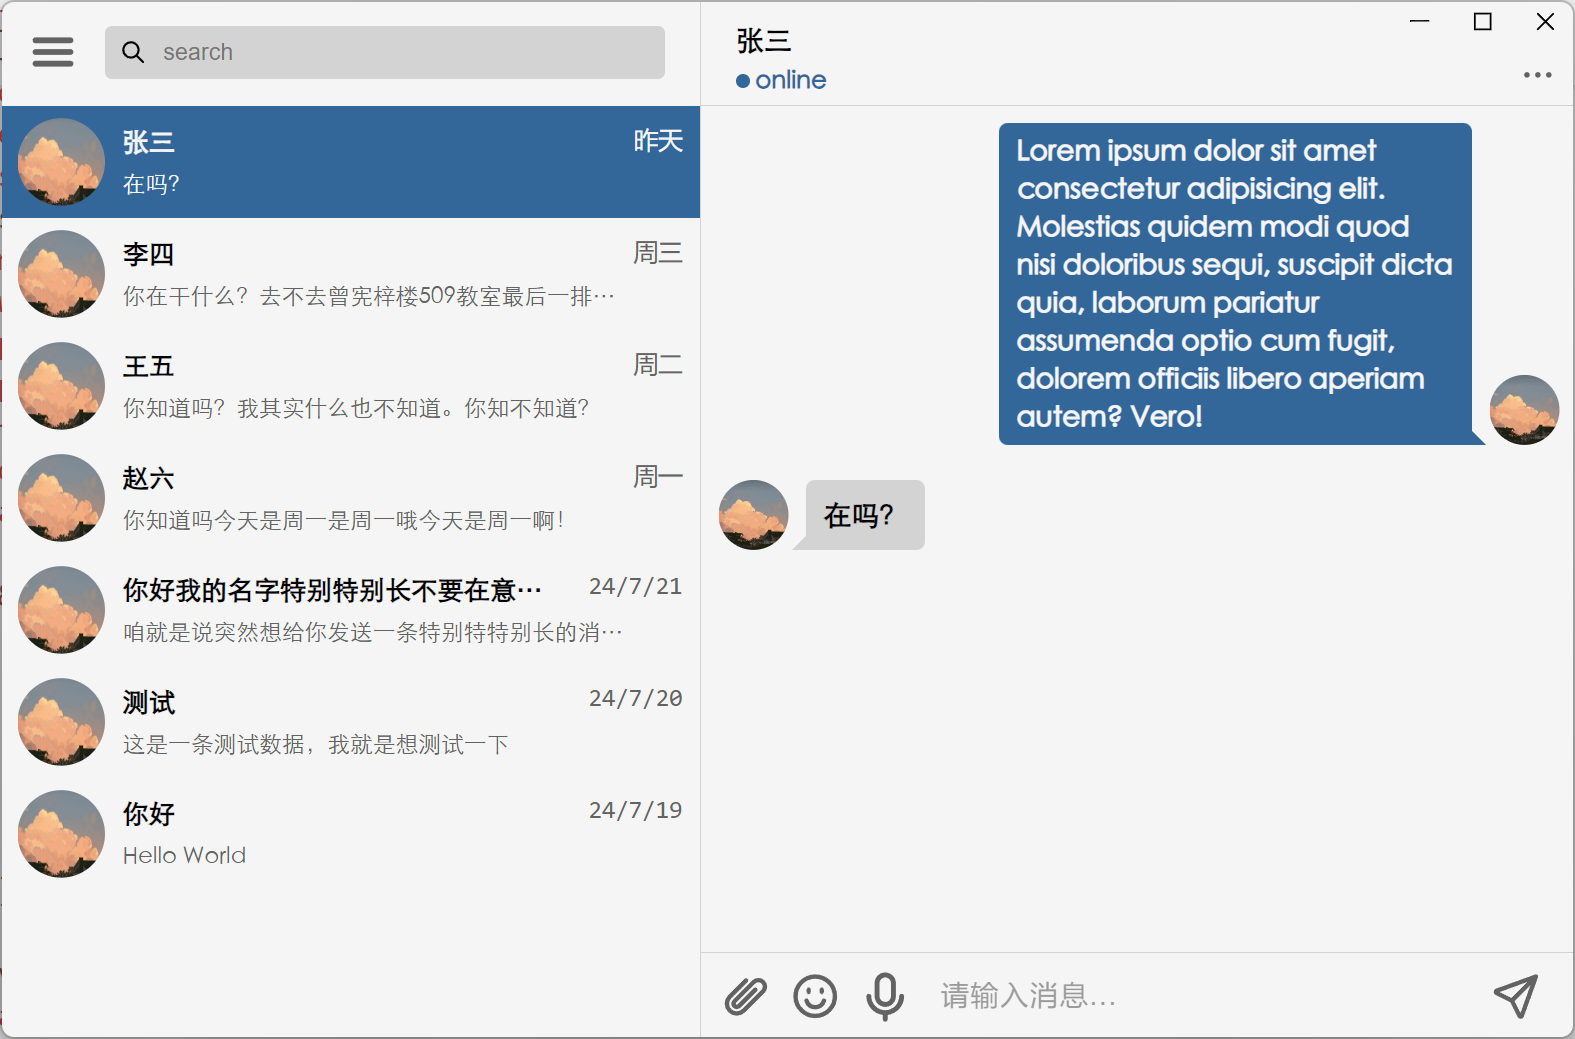 search
张三
昨天
在吗？
李四
周三
你在干什么？去不去曾宪梓楼509教室最后一排…
王五
周二
你知道吗？我其实什么也不知道。你知不知道？
赵六
周一
你知道吗今天是周一是周一哦今天是周一啊！
你好我的名字特别特别长不要在意…
24/7/21
咱就是说突然想给你发送一条特别特特别长的消…
测试
24/7/20
这是一条测试数据，我就是想测试一下
你好
24/7/19
Hello World
张三
online
Lorem ipsum dolor sit amet
consectetur adipisicing elit.
Molestias quidem modi quod
nisi doloribus sequi, suscipit dicta
quia, laborum pariatur
assumenda optio cum fugit,
dolorem officiis libero aperiam
autem? Vero!
在吗？
请输入消息...